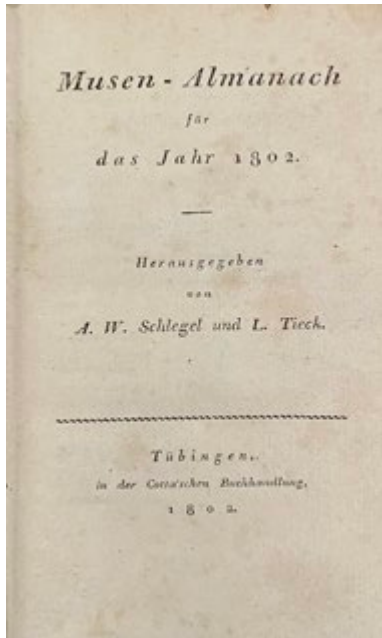 Musen-Almanach
für
das Jahr 1802.
Herausgegeben
von
A. W. Schlegel und L. Tieck.
Tübingen,
in der Cotta'schen Buchhandlung,
1802.